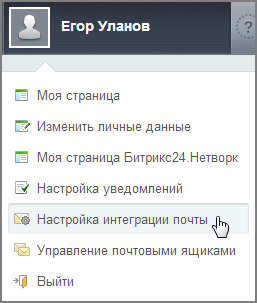 Егор Уланов
?
Моя страница
Изменить личные данные
Моя страница Битрикс24.Нетворк
Настройка уведомлений
Настройка интеграции почты
Управление почтовыми ящиками
Выйти